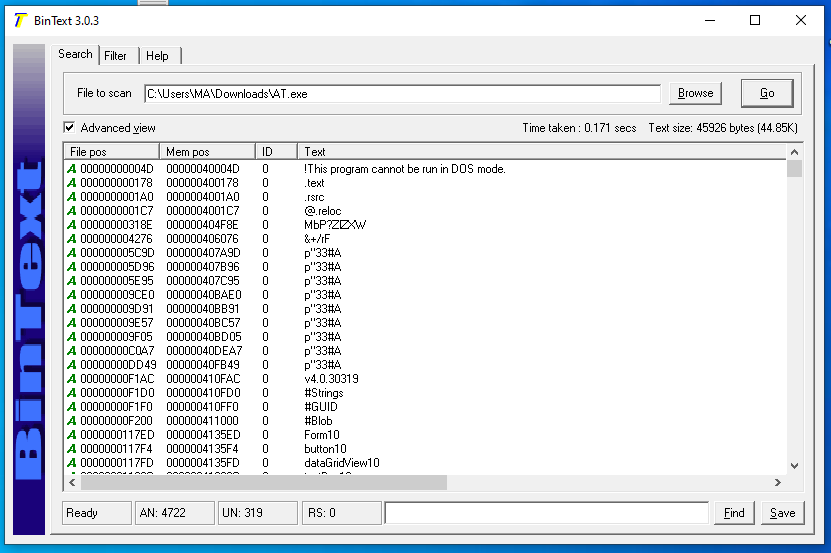 BinText 3.0.3
Search Filter Help
File to scan C:\Users\MA\Downloads\AT.exe Browse Go
Advanced view Time taken : 0.171 secs Text size: 45926 bytes (44.85K)
File pos Mem pos ID Text
A 00000000004D 00000040004D 0 !This program cannot be run in DOS mode.
A 000000000178 000000400178 0 .text
A 0000000001A0 0000004001A0 0 .rsrc
A 0000000001C7 0000004001C7 0 @.reloc
A 00000000318E 000000404F8E 0 MbP?ZIZXW
A 000000004276 000000406076 0 &+/rF
A 000000005C9D 000000407A9D 0 p"33#A
A 000000005D96 000000407B96 0 p"33#A
A 000000005E95 000000407C95 0 p"33#A
A 000000009CE0 00000040BAE0 0 p"33#A
A 000000009D91 00000040BB91 0 p"33#A
A 000000009E57 00000040BC57 0 p"33#A
A 000000009F05 00000040BD05 0 p"33#A
A 00000000C0A7 00000040DEA7 0 p"33#A
A 00000000DD49 00000040FB49 0 p"33#A
A 00000000F1AC 000000410FAC 0 v4.0.30319
A 00000000F1D0 000000410FD0 0 #Strings
A 00000000F1F0 000000410FF0 0 #GUID
A 00000000F200 000000411000 0 #Blob
A 0000000117ED 0000004135ED 0 Form10
A 0000000117F4 0000004135F4 0 button10
A 0000000117FD 0000004135FD 0 dataGridView10
Ready AN: 4722 UN: 319 RS: 0 Find Save
BinText